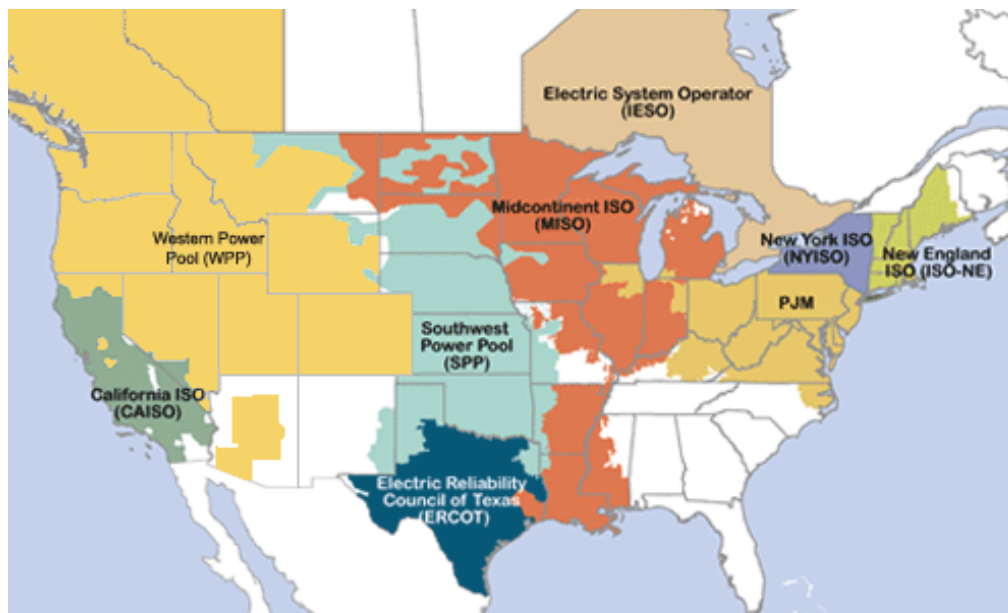 Electric System Operator
(IESO)
Midcontinent ISO
(MISO)
Western Power
Pool (WPP)
New York ISO
(NYISO)
New England
ISO (ISO-NE)
PJM
Southwest
Power Pool
(SPP)
California ISO
(CAISO)
Electric Reliability
Council of Texas
(ERCOT)